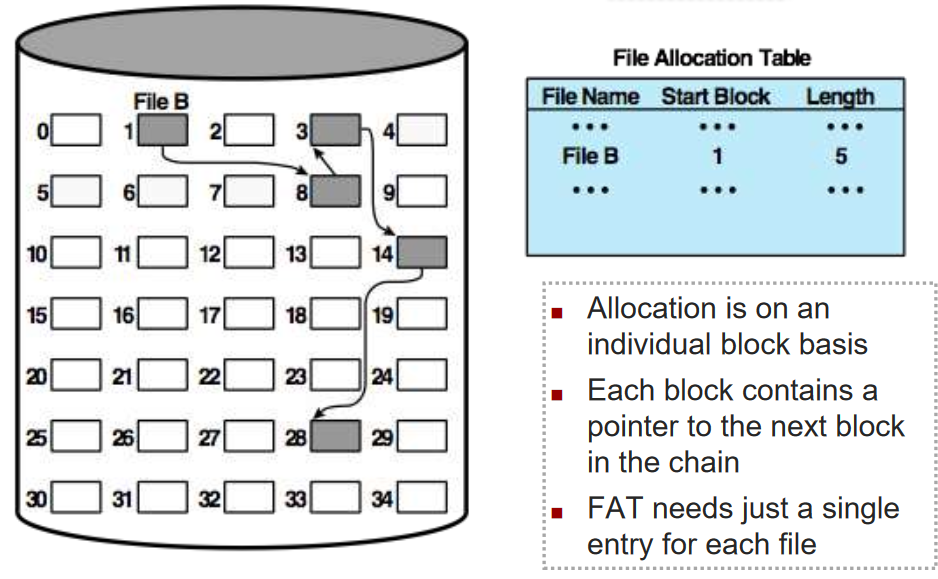 File B
0 1 2 3 4
5 6 7 8 9
10 11 12 13 14
15 16 17 18 19
20 21 22 23 24
25 26 27 28 29
30 31 32 33 34
File Allocation Table
File Name Start Block Length
••• ••• •••
File B 1 5
••• ••• •••
▪ Allocation is on an
individual block basis
▪ Each block contains a
pointer to the next block
in the chain
▪ FAT needs just a single
entry for each file